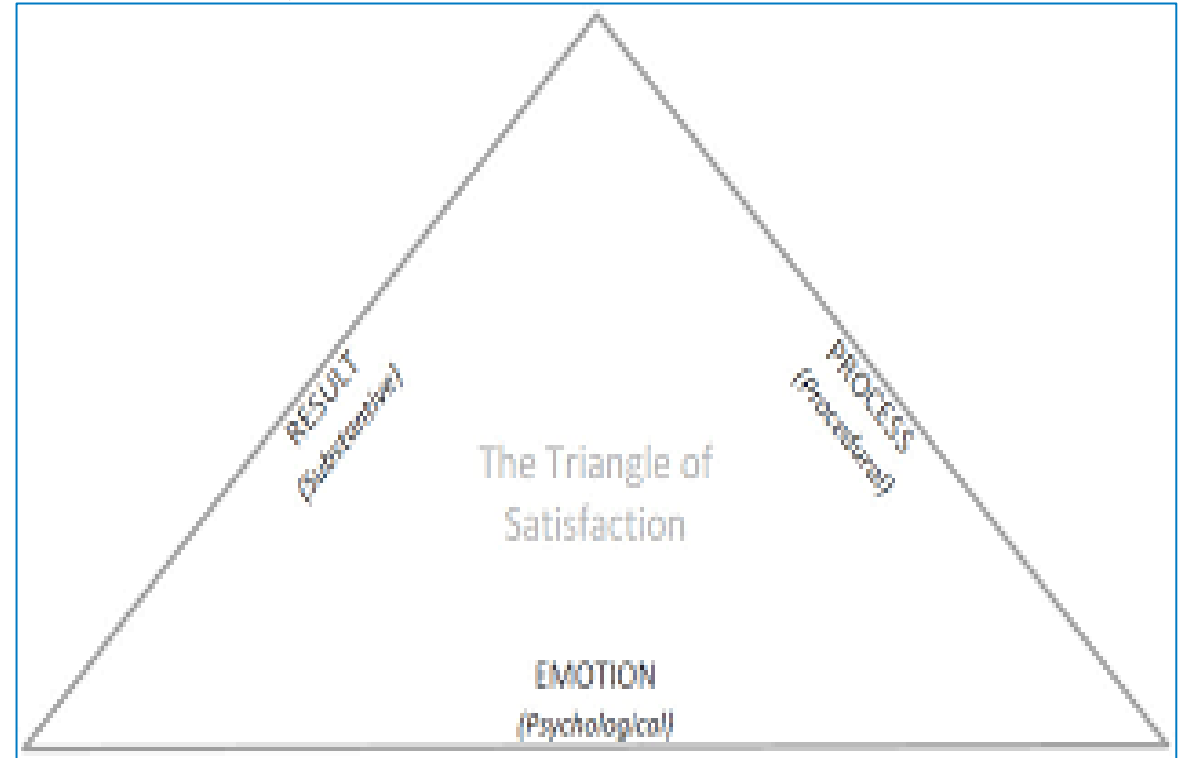 RESULT
(Substantive)
PROCESS
(Procedural)
The Triangle of
Satisfaction
EMOTION
(Psychological)